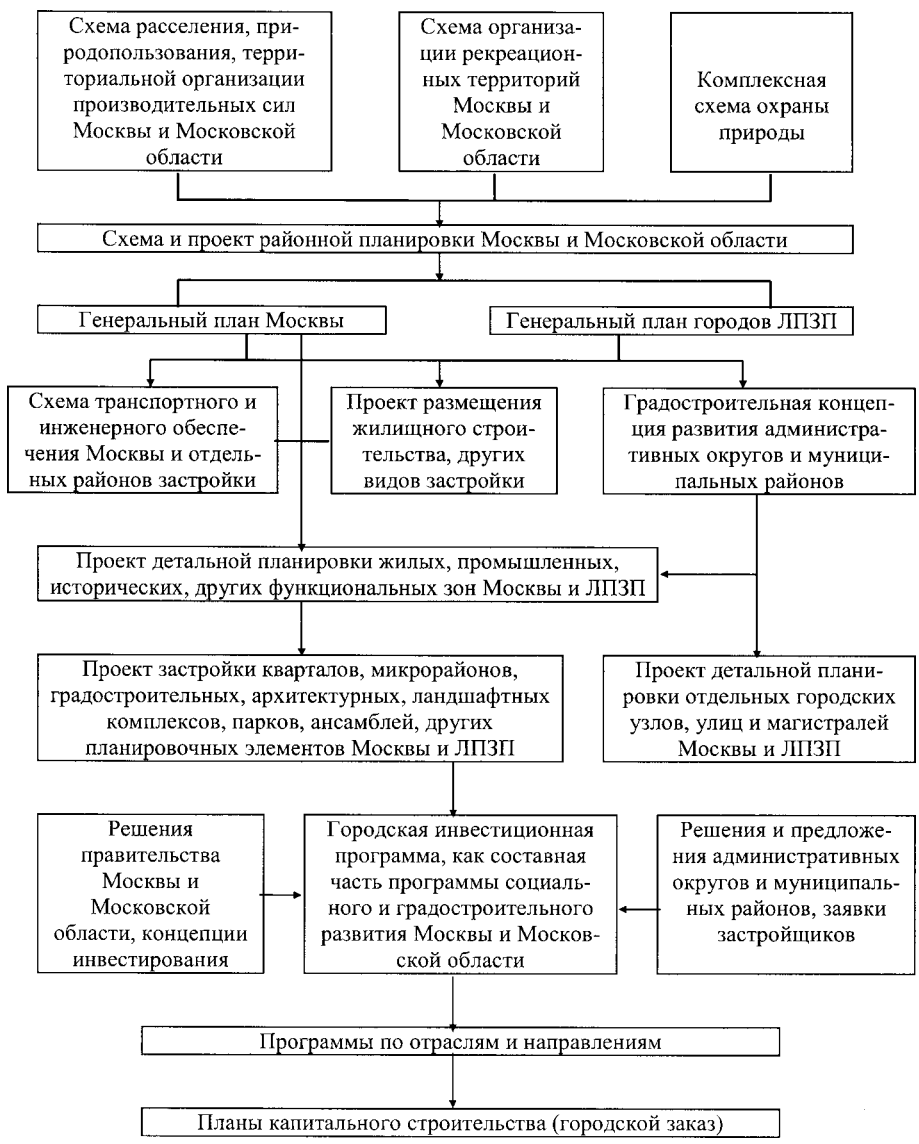 Схема расселения, при-
родопользования, терри-
ториальной организации
производительных сил
Москвы и Московской
области
Схема организа-
ции рекреацион-
ных территорий
Москвы и
Московской
области
Комплексная
схема охраны
природы
Схема и проект районной планировки Москвы и Московской области
Генеральный план Москвы
Генеральный план городов ЛПЗП
Схема транспортного и
инженерного обеспе-
чения Москвы и отдель-
ных районов застройки
Проект размещения
жилищного строи-
тельства, других
видов застройки
Градостроительная концеп-
ция развития администра-
тивных округов и муници-
пальных районов
Проект детальной планировки жилых, промышленных,
исторических, других функциональных зон Москвы и ЛПЗП
Проект застройки кварталов, микрорайонов,
градостроительных, архитектурных, ландшафтных
комплексов, парков, ансамблей, других
планировочных элементов Москвы и ЛПЗП
Проект детальной плани-
ровки отдельных городских
узлов, улиц и магистралей
Москвы и ЛПЗП
Решения
правительства
Москвы и
Московской
области, концепции
инвестирования
Городская инвестиционная
программа, как составная
часть программы социаль-
ного и градостроительного
развития Москвы и Москов-
ской области
Решения и предложе-
ния административных
округов и муниципаль-
ных районов, заявки
застройщиков
Программы по отраслям и направлениям
Планы капитального строительства (городской заказ)